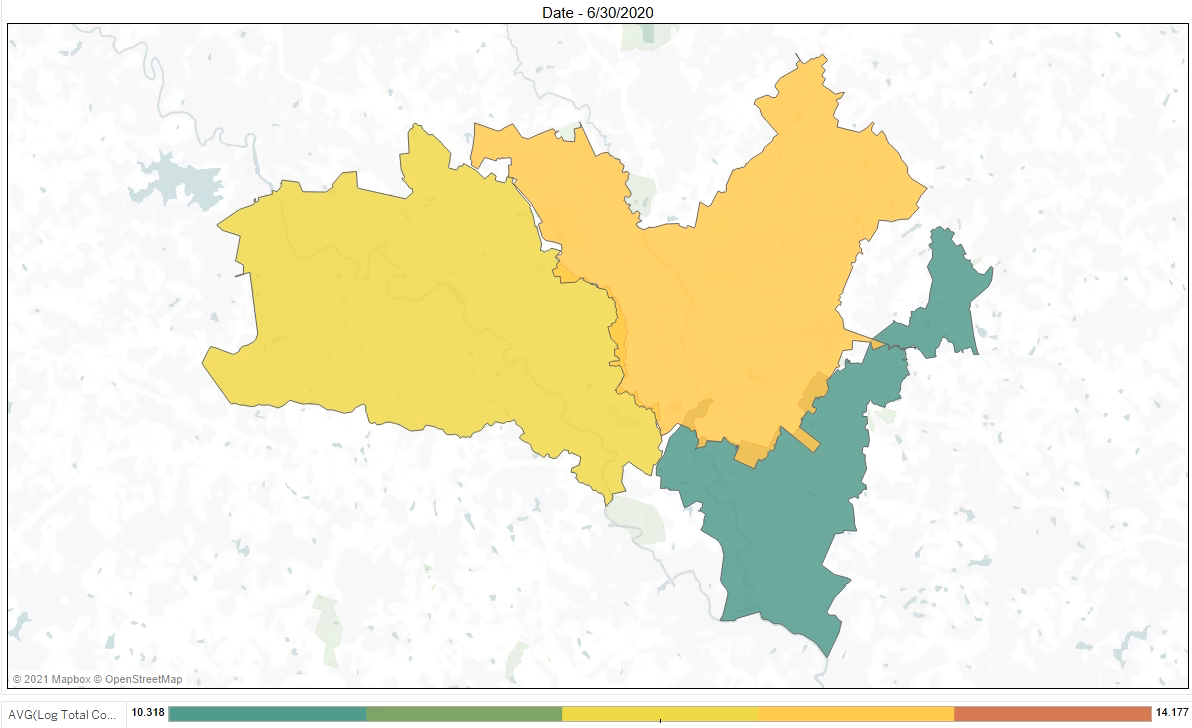 Date - 6/30/2020
© 2021 Mapbox © OpenStreetMap
AVG(Log Total Co... 10.318 14.177